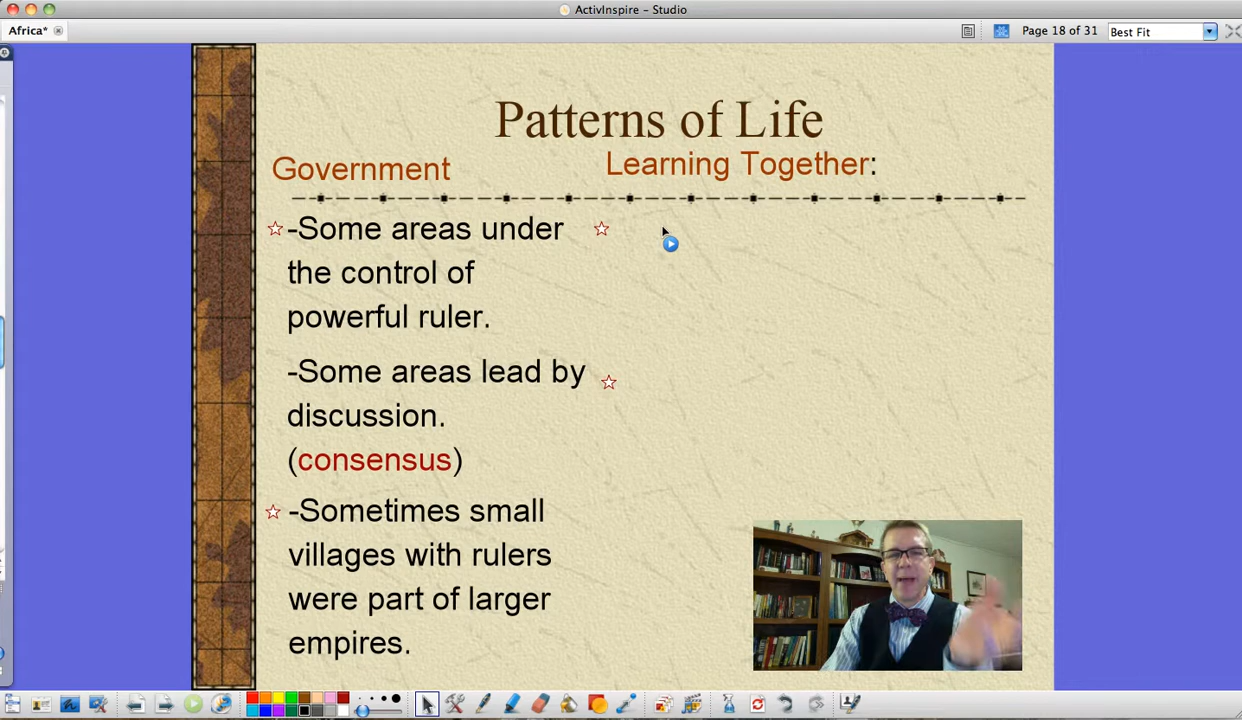 ActivInspire – Studio
Africa*
Page 18 of 31
Best Fit
Patterns of Life
Government
Learning Together:
-Some areas under
the control of
powerful ruler.
-Some areas lead by
discussion.
(consensus)
-Sometimes small
villages with rulers
were part of larger
empires.